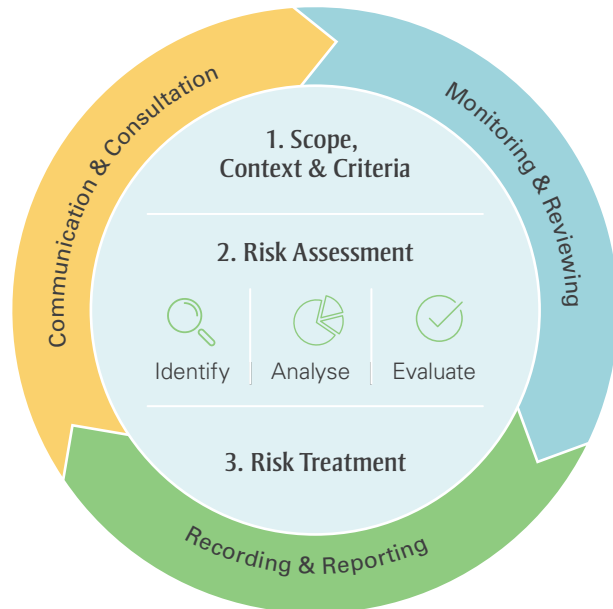 Communication & Consultation
Monitoring & Reviewing
1. Scope,
Context & Criteria
2. Risk Assessment
Identify
Analyse
Evaluate
3. Risk Treatment
Recording & Reporting